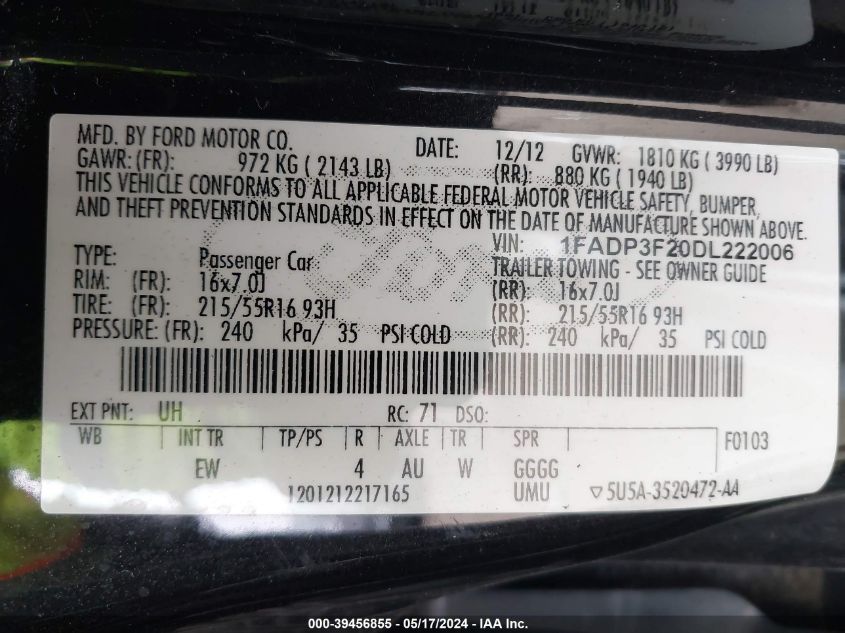 MFD. BY FORD MOTOR CO. DATE: 12/12 GVWR: 1810 KG ( 3990 LB)
GAWR: (FR): 972 KG ( 2143 LB) (RR): 880 KG ( 1940 LB)
THIS VEHICLE CONFORMS TO ALL APPLICABLE FEDERAL MOTOR VEHICLE SAFETY, BUMPER,
AND THEFT PREVENTION STANDARDS IN EFFECT ON THE DATE OF MANUFACTURE SHOWN ABOVE.
VIN: 1FADP3F20DL222006
TYPE: Passenger Car TRAILER TOWING - SEE OWNER GUIDE
RIM: (FR): 16x7.0J (RR): 16x7.0J
TIRE: (FR): 215/55R16 93H (RR): 215/55R16 93H
PRESSURE: (FR): 240 kPa/ 35 PSI COLD (RR): 240 kPa/ 35 PSI COLD
EXT PNT: UH RC: 71 DSO:
WB INT TR TP/PS R AXLE TR SPR F0103
EW 4 AU W GGGG
1201212217165 UMU ▽5U5A-3520472-AA
000-39456855 - 05/17/2024 - IAA Inc.